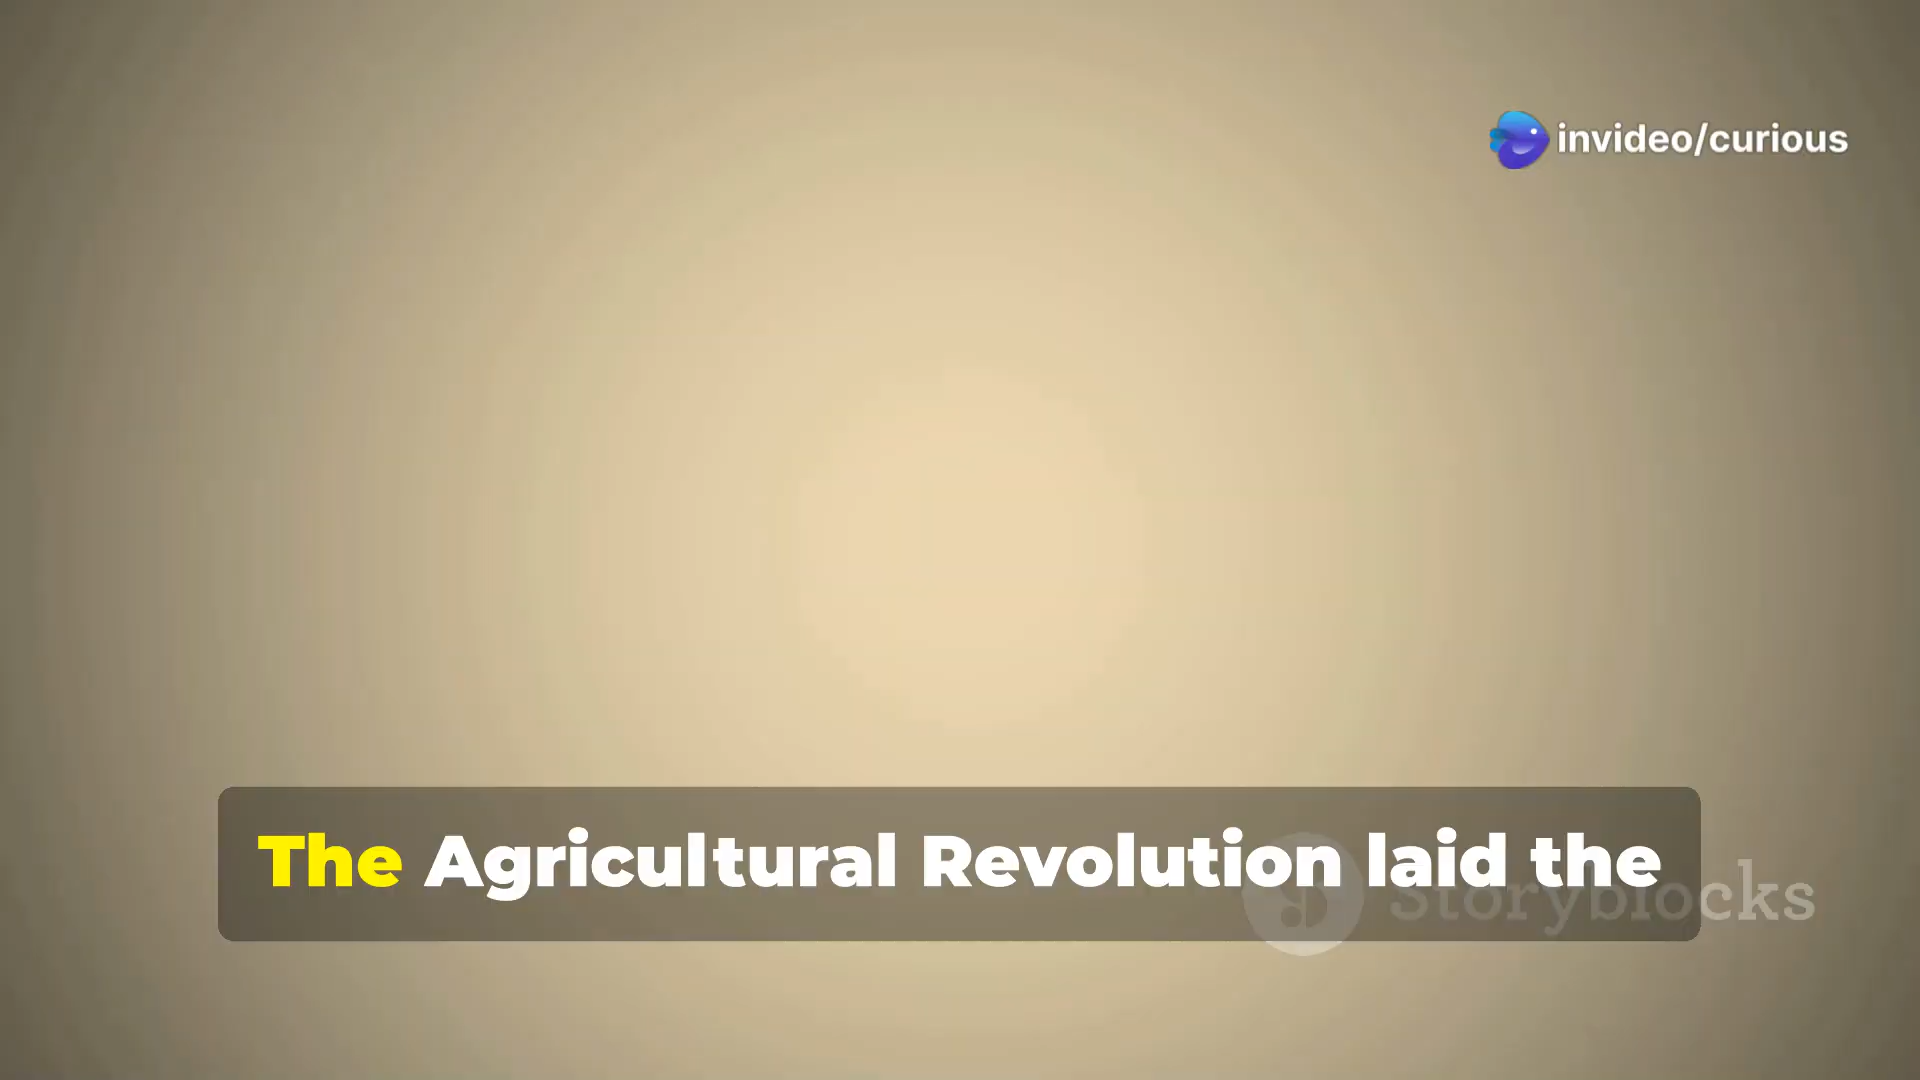 invideo/curious
The Agricultural Revolution laid the
Storyblocks